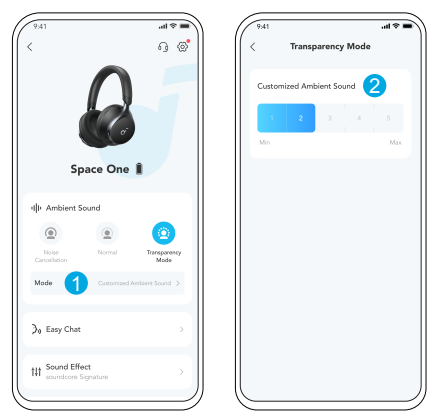 9:41
Space One
Ambient Sound
Noise
Cancellation
Normal
Transparency
Mode
Mode 1 Customized Ambient Sound
Easy Chat
Sound Effect
soundcore Signature
9:41
Transparency Mode
Customized Ambient Sound 2
1 2 3 4 5
Min Max